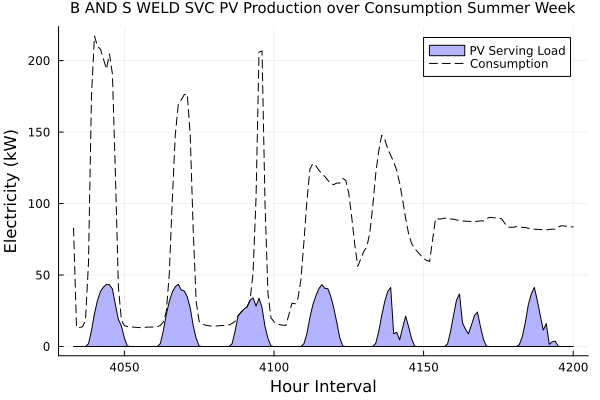 B AND S WELD SVC PV Production over Consumption Summer Week
PV Serving Load
Consumption
Electricity (kW)
200
150
100
50
0
4050
4100
4150
4200
Hour Interval